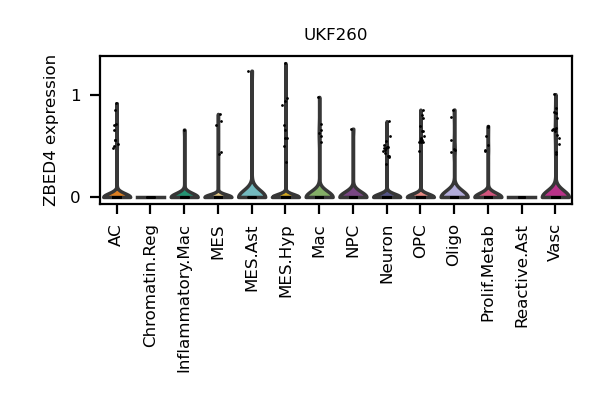 UKF260
ZBED4 expression
1
0
AC
Chromatin.Reg
Inflammatory.Mac
MES
MES.Ast
MES.Hyp
Mac
NPC
Neuron
OPC
Oligo
Prolif.Metab
Reactive.Ast
Vasc